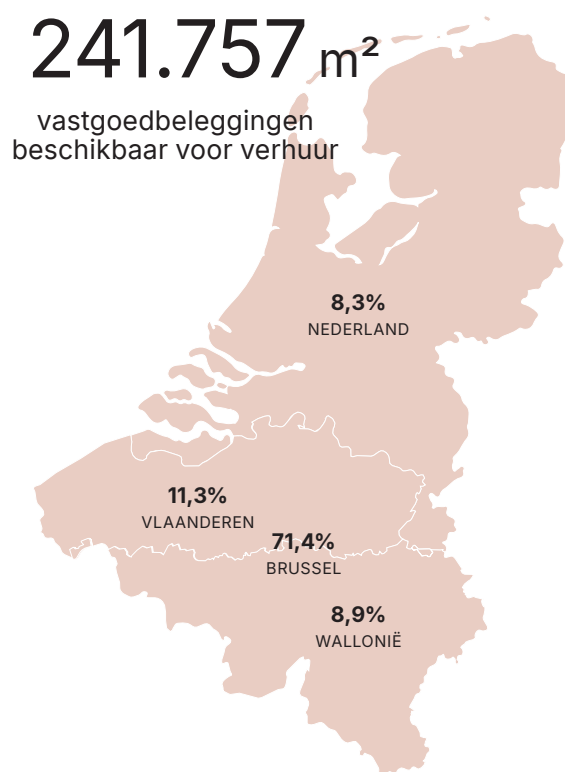 241.757 m²
vastgoedbeleggingen
beschikbaar voor verhuur
8,3%
NEDERLAND
11,3%
VLAANDEREN
71,4%
BRUSSEL
8,9%
WALLONIË